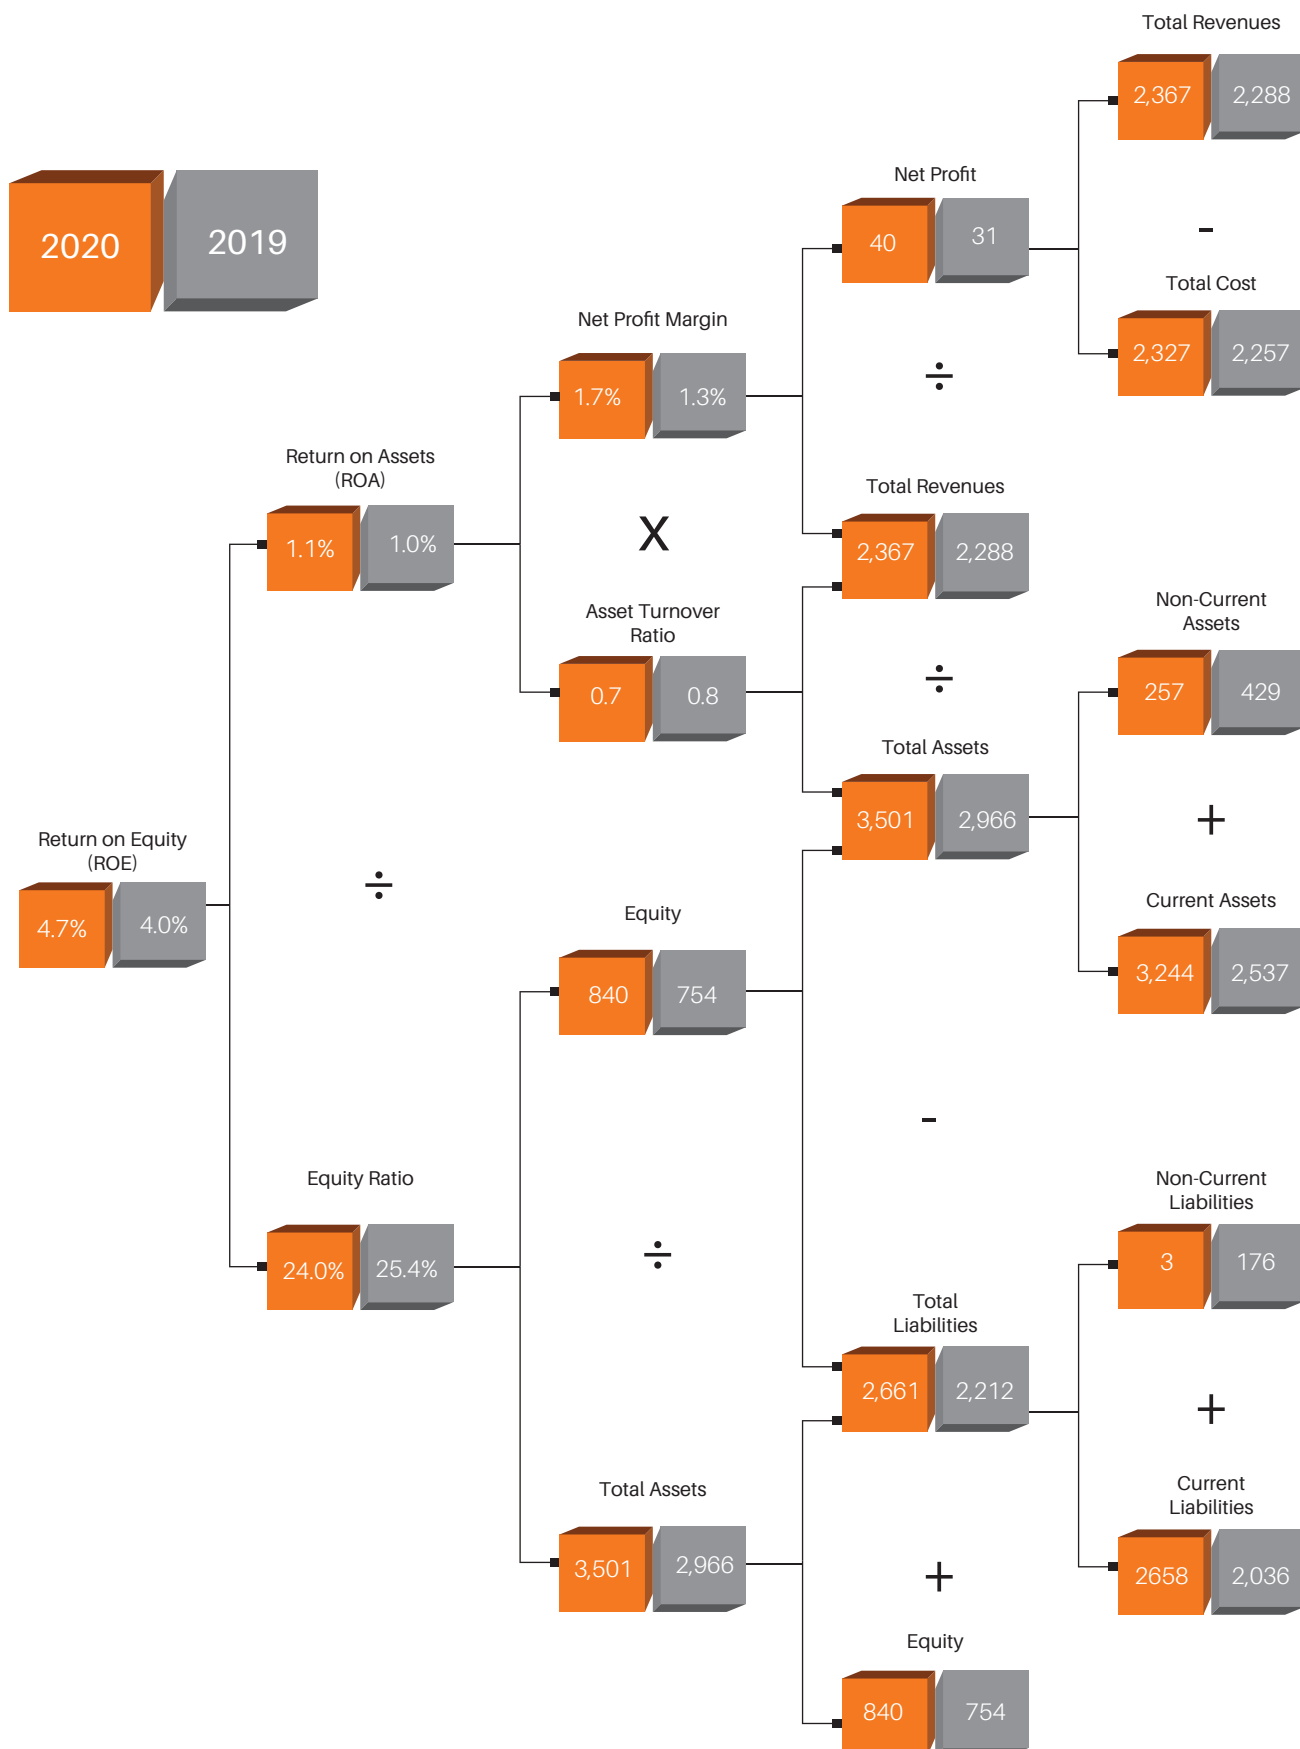 Total Revenues
2,367 2,288
2020 2019
Net Profit
40 31
-
Total Cost
2,327 2,257
Net Profit Margin
1.7% 1.3%
÷
Return on Assets
(ROA)
1.1% 1.0%
X
Total Revenues
2,367 2,288
Asset Turnover
Ratio
0.7 0.8
÷
Non-Current
Assets
257 429
Total Assets
3,501 2,966
+
Return on Equity
(ROE)
4.7% 4.0%
÷
Current Assets
3,244 2,537
Equity
840 754
-
Equity Ratio
24.0% 25.4%
÷
Non-Current
Liabilities
3 176
Total
Liabilities
2,661 2,212
+
Total Assets
3,501 2,966
Current
Liabilities
2658 2,036
+
Equity
840 754